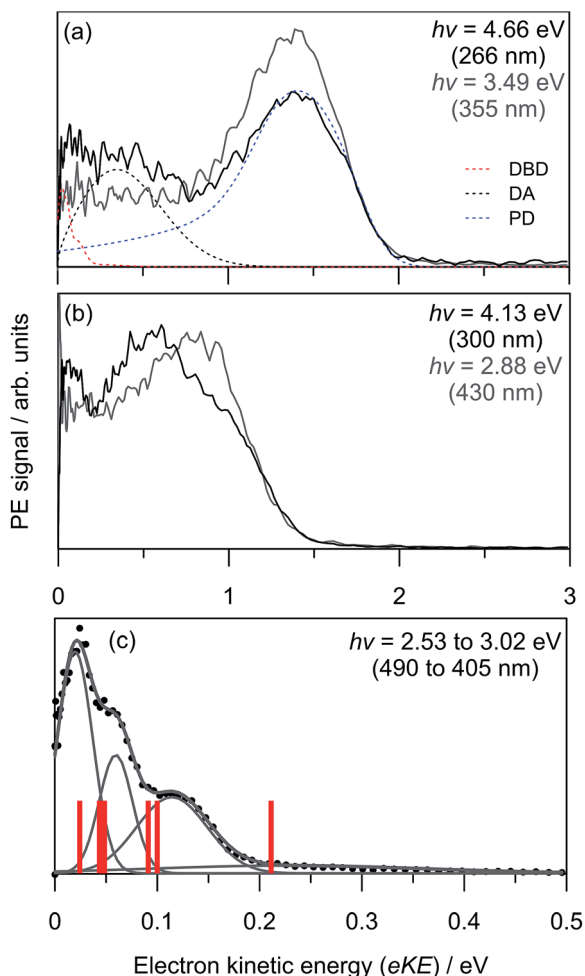 (a)
hν = 4.66 eV
(266 nm)
hν = 3.49 eV
(355 nm)
DBD
DA
PD
(b)
hν = 4.13 eV
(300 nm)
hν = 2.88 eV
(430 nm)
PE signal / arb. units
0 1 2 3
(c)
hν = 2.53 to 3.02 eV
(490 to 405 nm)
0 0.1 0.2 0.3 0.4 0.5
Electron kinetic energy (eKE) / eV